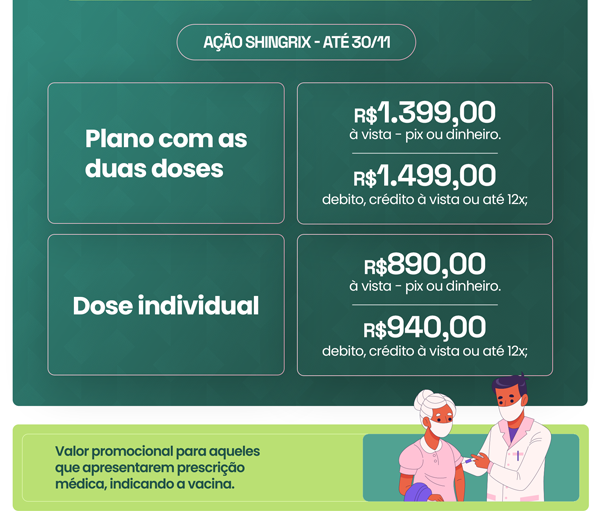 AÇÃO SHINGRIX - ATÉ 30/11
Plano com as
duas doses
R$1.399,00
à vista - pix ou dinheiro.
R$1.499,00
debito, crédito à vista ou até 12x;
Dose individual
R$890,00
à vista - pix ou dinheiro.
R$940,00
debito, crédito à vista ou até 12x;
Valor promocional para aqueles
que apresentarem prescrição
médica, indicando a vacina.